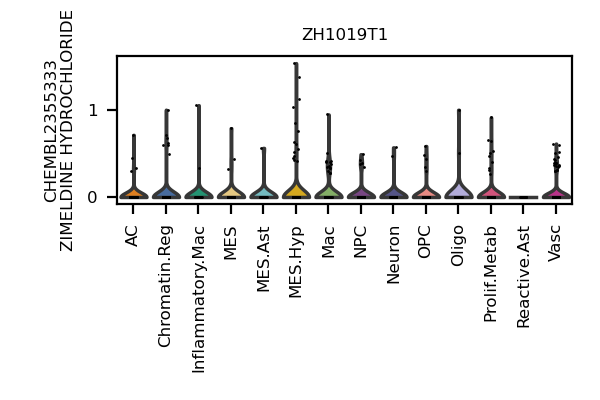 ZH1019T1
CHEMBL2355333
ZIMELDINE HYDROCHLORIDE
1
0
AC
Chromatin.Reg
Inflammatory.Mac
MES
MES.Ast
MES.Hyp
Mac
NPC
Neuron
OPC
Oligo
Prolif.Metab
Reactive.Ast
Vasc